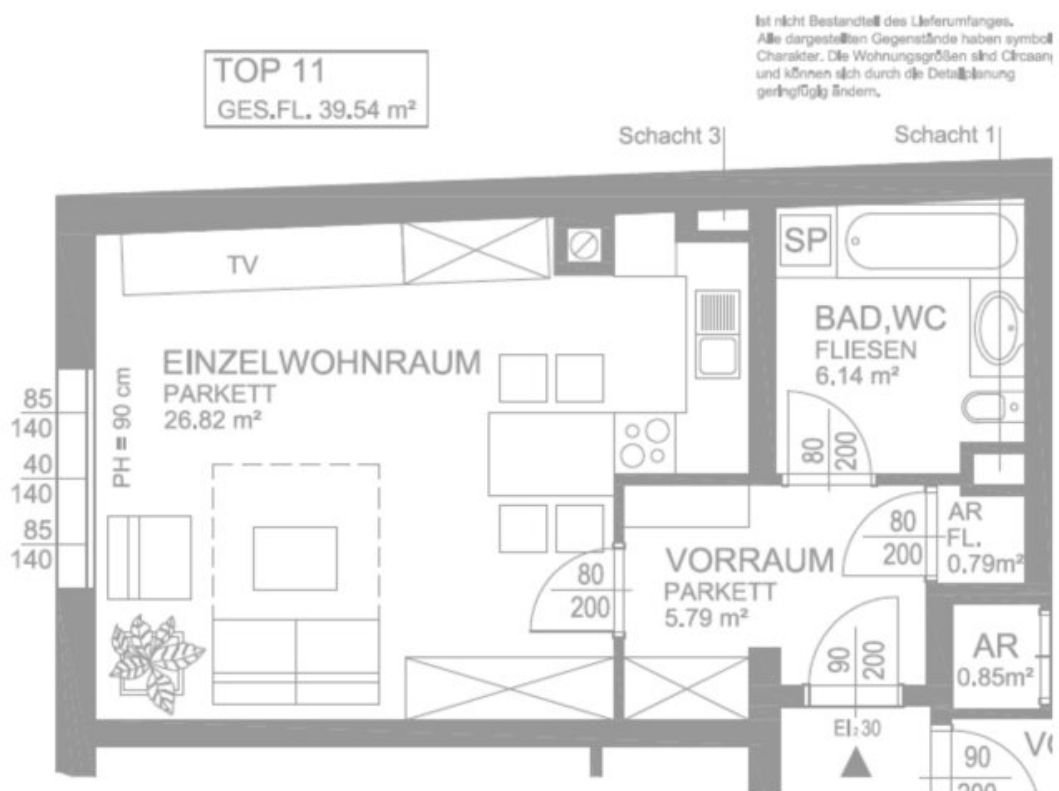 Ist nicht Bestandteil des Lieferumfanges.
Alle dargestellten Gegenstände haben symbol
Charakter. Die Wohnungsgrößen sind Circaan
und können sich durch die Detailplanung
geringfügig ändern.
TOP 11
GES.FL. 39.54 m²
Schacht 3
Schacht 1
TV
SP
BAD,WC
FLIESEN
6.14 m²
EINZELWOHNRAUM
PARKETT
26.82 m²
PH = 90 cm
85
140
40
140
85
140
80
200
80
200
AR
FL.
0.79m²
VORRAUM
PARKETT
5.79 m²
80
200
90
200
AR
0.85m²
EI₂30
VO
90
200